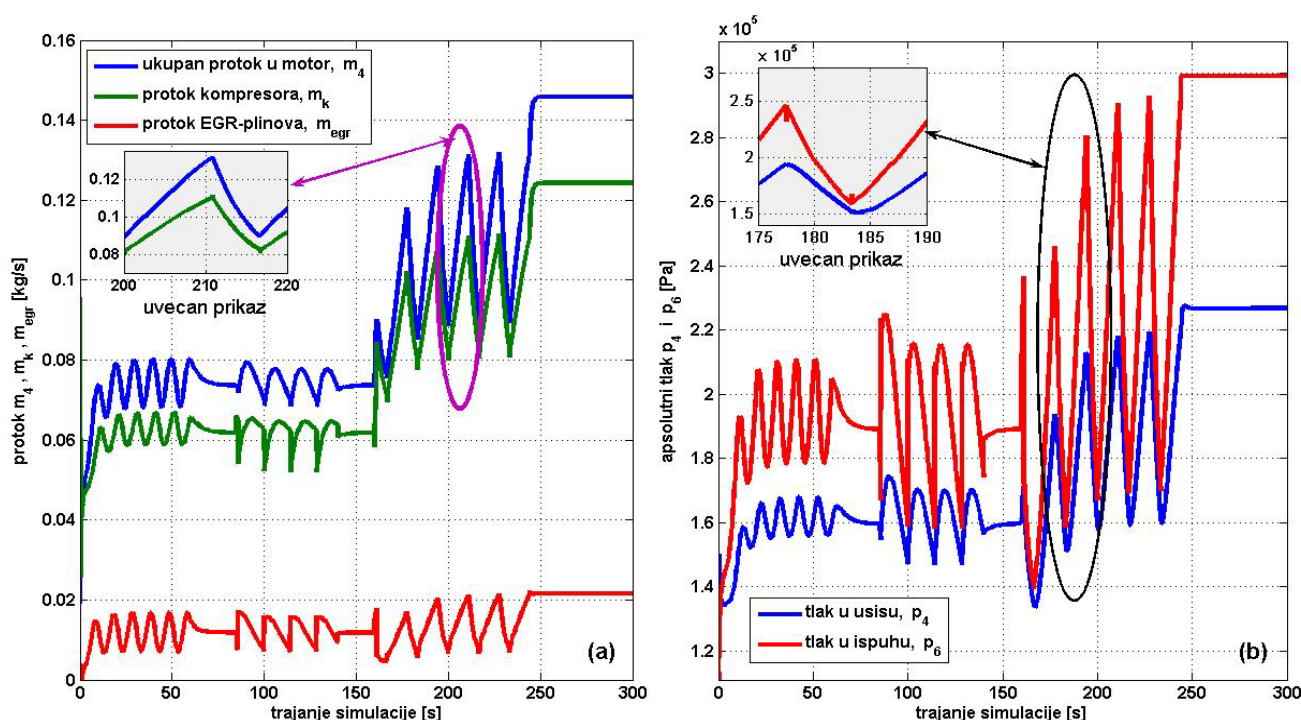 ukupan protok u motor, m4
protok kompresora, mk
protok EGR-plinova, megr
0.16
0.14
0.12
0.1
0.08
0.06
0.04
0.02
0
protok m4 , mk , megr [kg/s]
0.12
0.1
0.08
200 210 220
uvecan prikaz
(a)
0 50 100 150 200 250 300
trajanje simulacije [s]
x 10^5
3
2.8
2.6
2.4
2.2
2
1.8
1.6
1.4
1.2
apsolutni tlak p4 i p6 [Pa]
x 10^5
2.5
2
1.5
175 180 185 190
uvecan prikaz
tlak u usisu, p4
tlak u ispuhu, p6
(b)
0 50 100 150 200 250 300
trajanje simulacije [s]